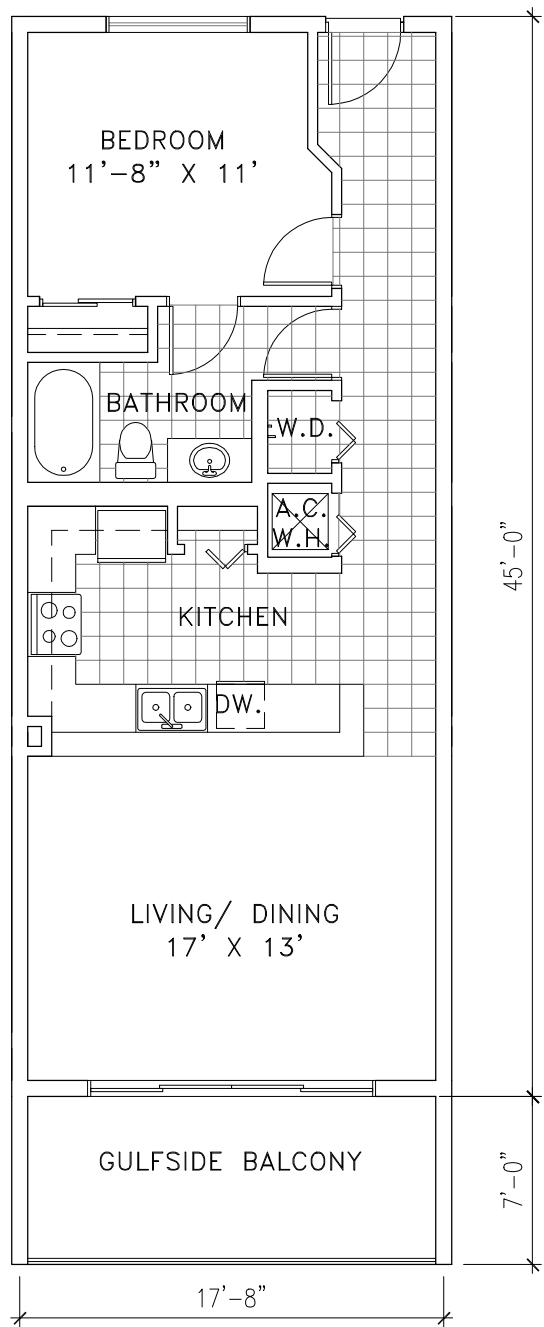 BEDROOM
11'-8" X 11'
BATHROOM
W.D.
A.C.
W.H.
45'-0"
KITCHEN
DW.
LIVING/ DINING
17' X 13'
GULFSIDE BALCONY
7'-0"
17'-8"